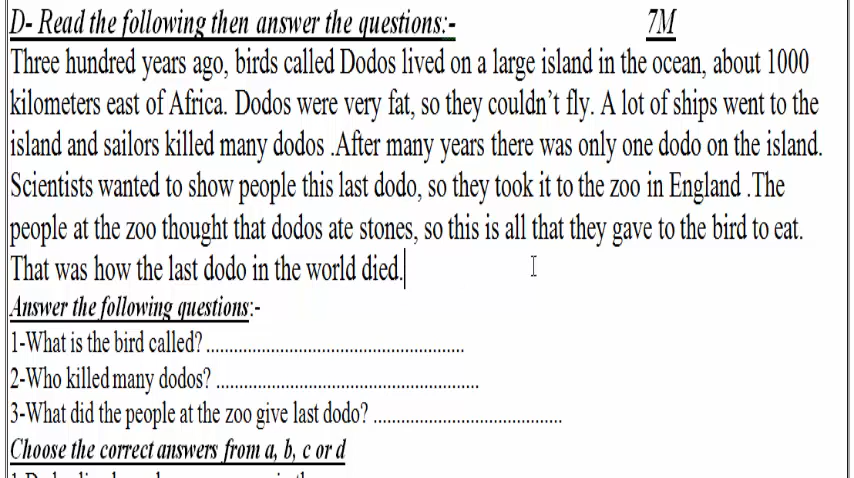 D- Read the following then answer the questions:- 7M
Three hundred years ago, birds called Dodos lived on a large island in the ocean, about 1000
kilometers east of Africa. Dodos were very fat, so they couldn't fly. A lot of ships went to the
island and sailors killed many dodos .After many years there was only one dodo on the island.
Scientists wanted to show people this last dodo, so they took it to the zoo in England .The
people at the zoo thought that dodos ate stones, so this is all that they gave to the bird to eat.
That was how the last dodo in the world died.
Answer the following questions:-
1-What is the bird called? ........................................................
2-Who killed many dodos? .........................................................
3-What did the people at the zoo give last dodo? .........................................
Choose the correct answers from a, b, c or d